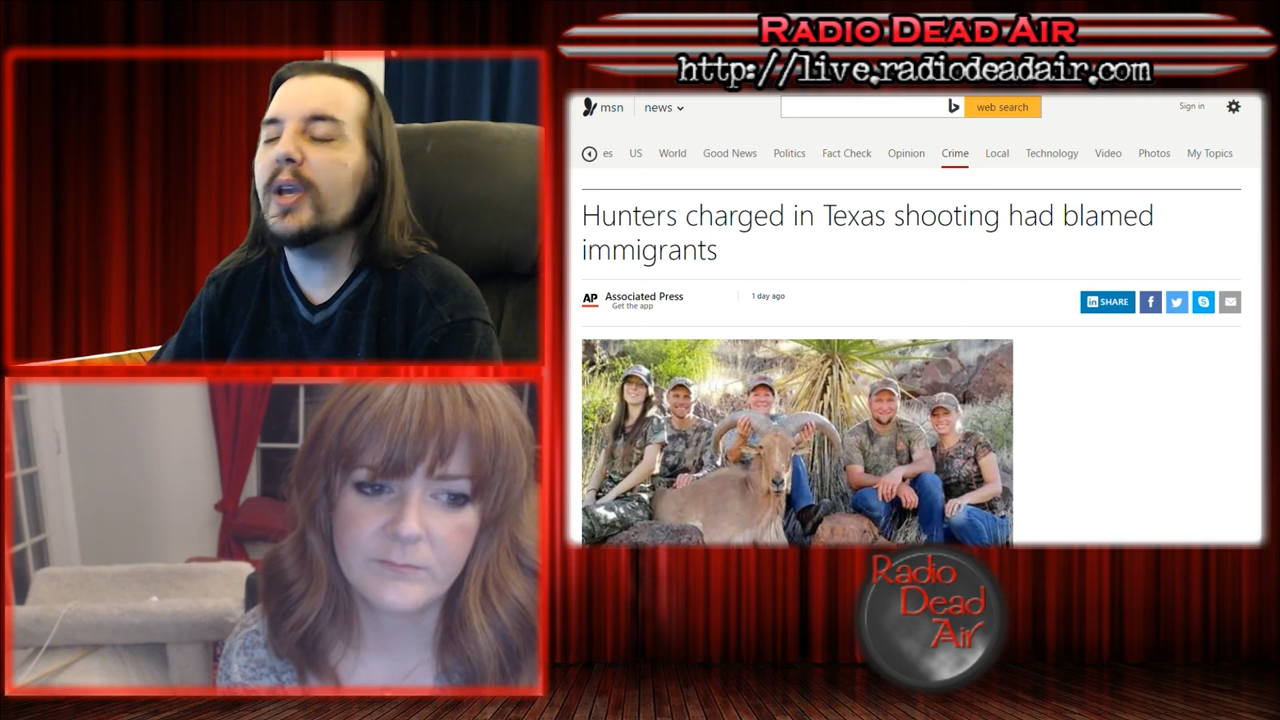 RADIO DEAD AIR
http://live.radiodeadair.com
msn
news
web search
Sign in
es US World Good News Politics Fact Check Opinion Crime Local Technology Video Photos My Topics
Hunters charged in Texas shooting had blamed
immigrants
AP
Associated Press
Get the app
1 day ago
in SHARE
Radio
Dead
Air